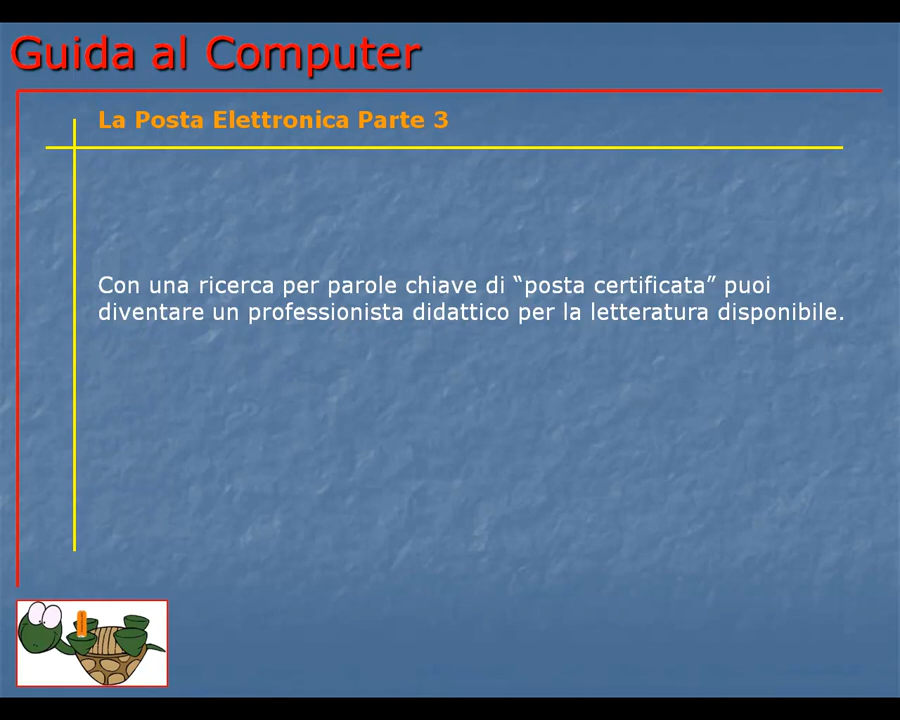 Guida al Computer
La Posta Elettronica Parte 3
Con una ricerca per parole chiave di “posta certificata” puoi
diventare un professionista didattico per la letteratura disponibile.